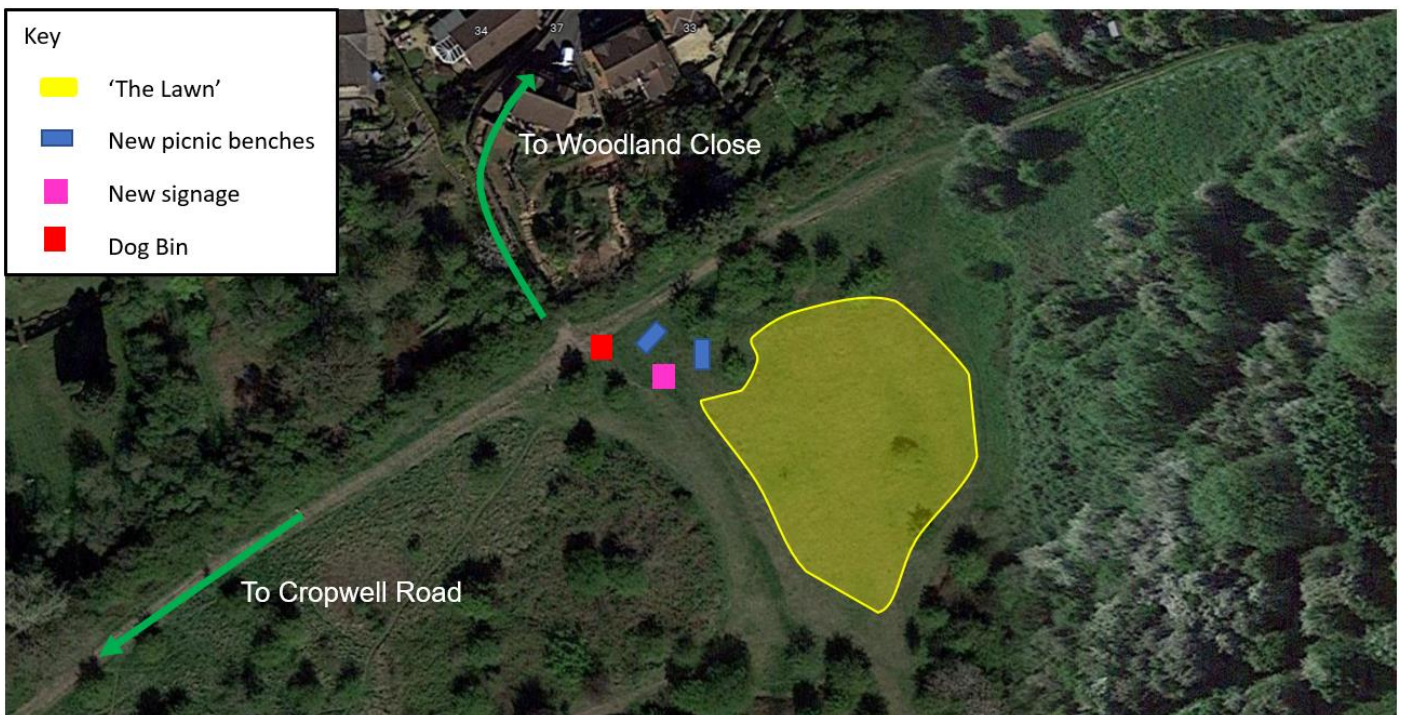 Key
‘The Lawn’
New picnic benches
New signage
Dog Bin
34
37
33
To Woodland Close
To Cropwell Road